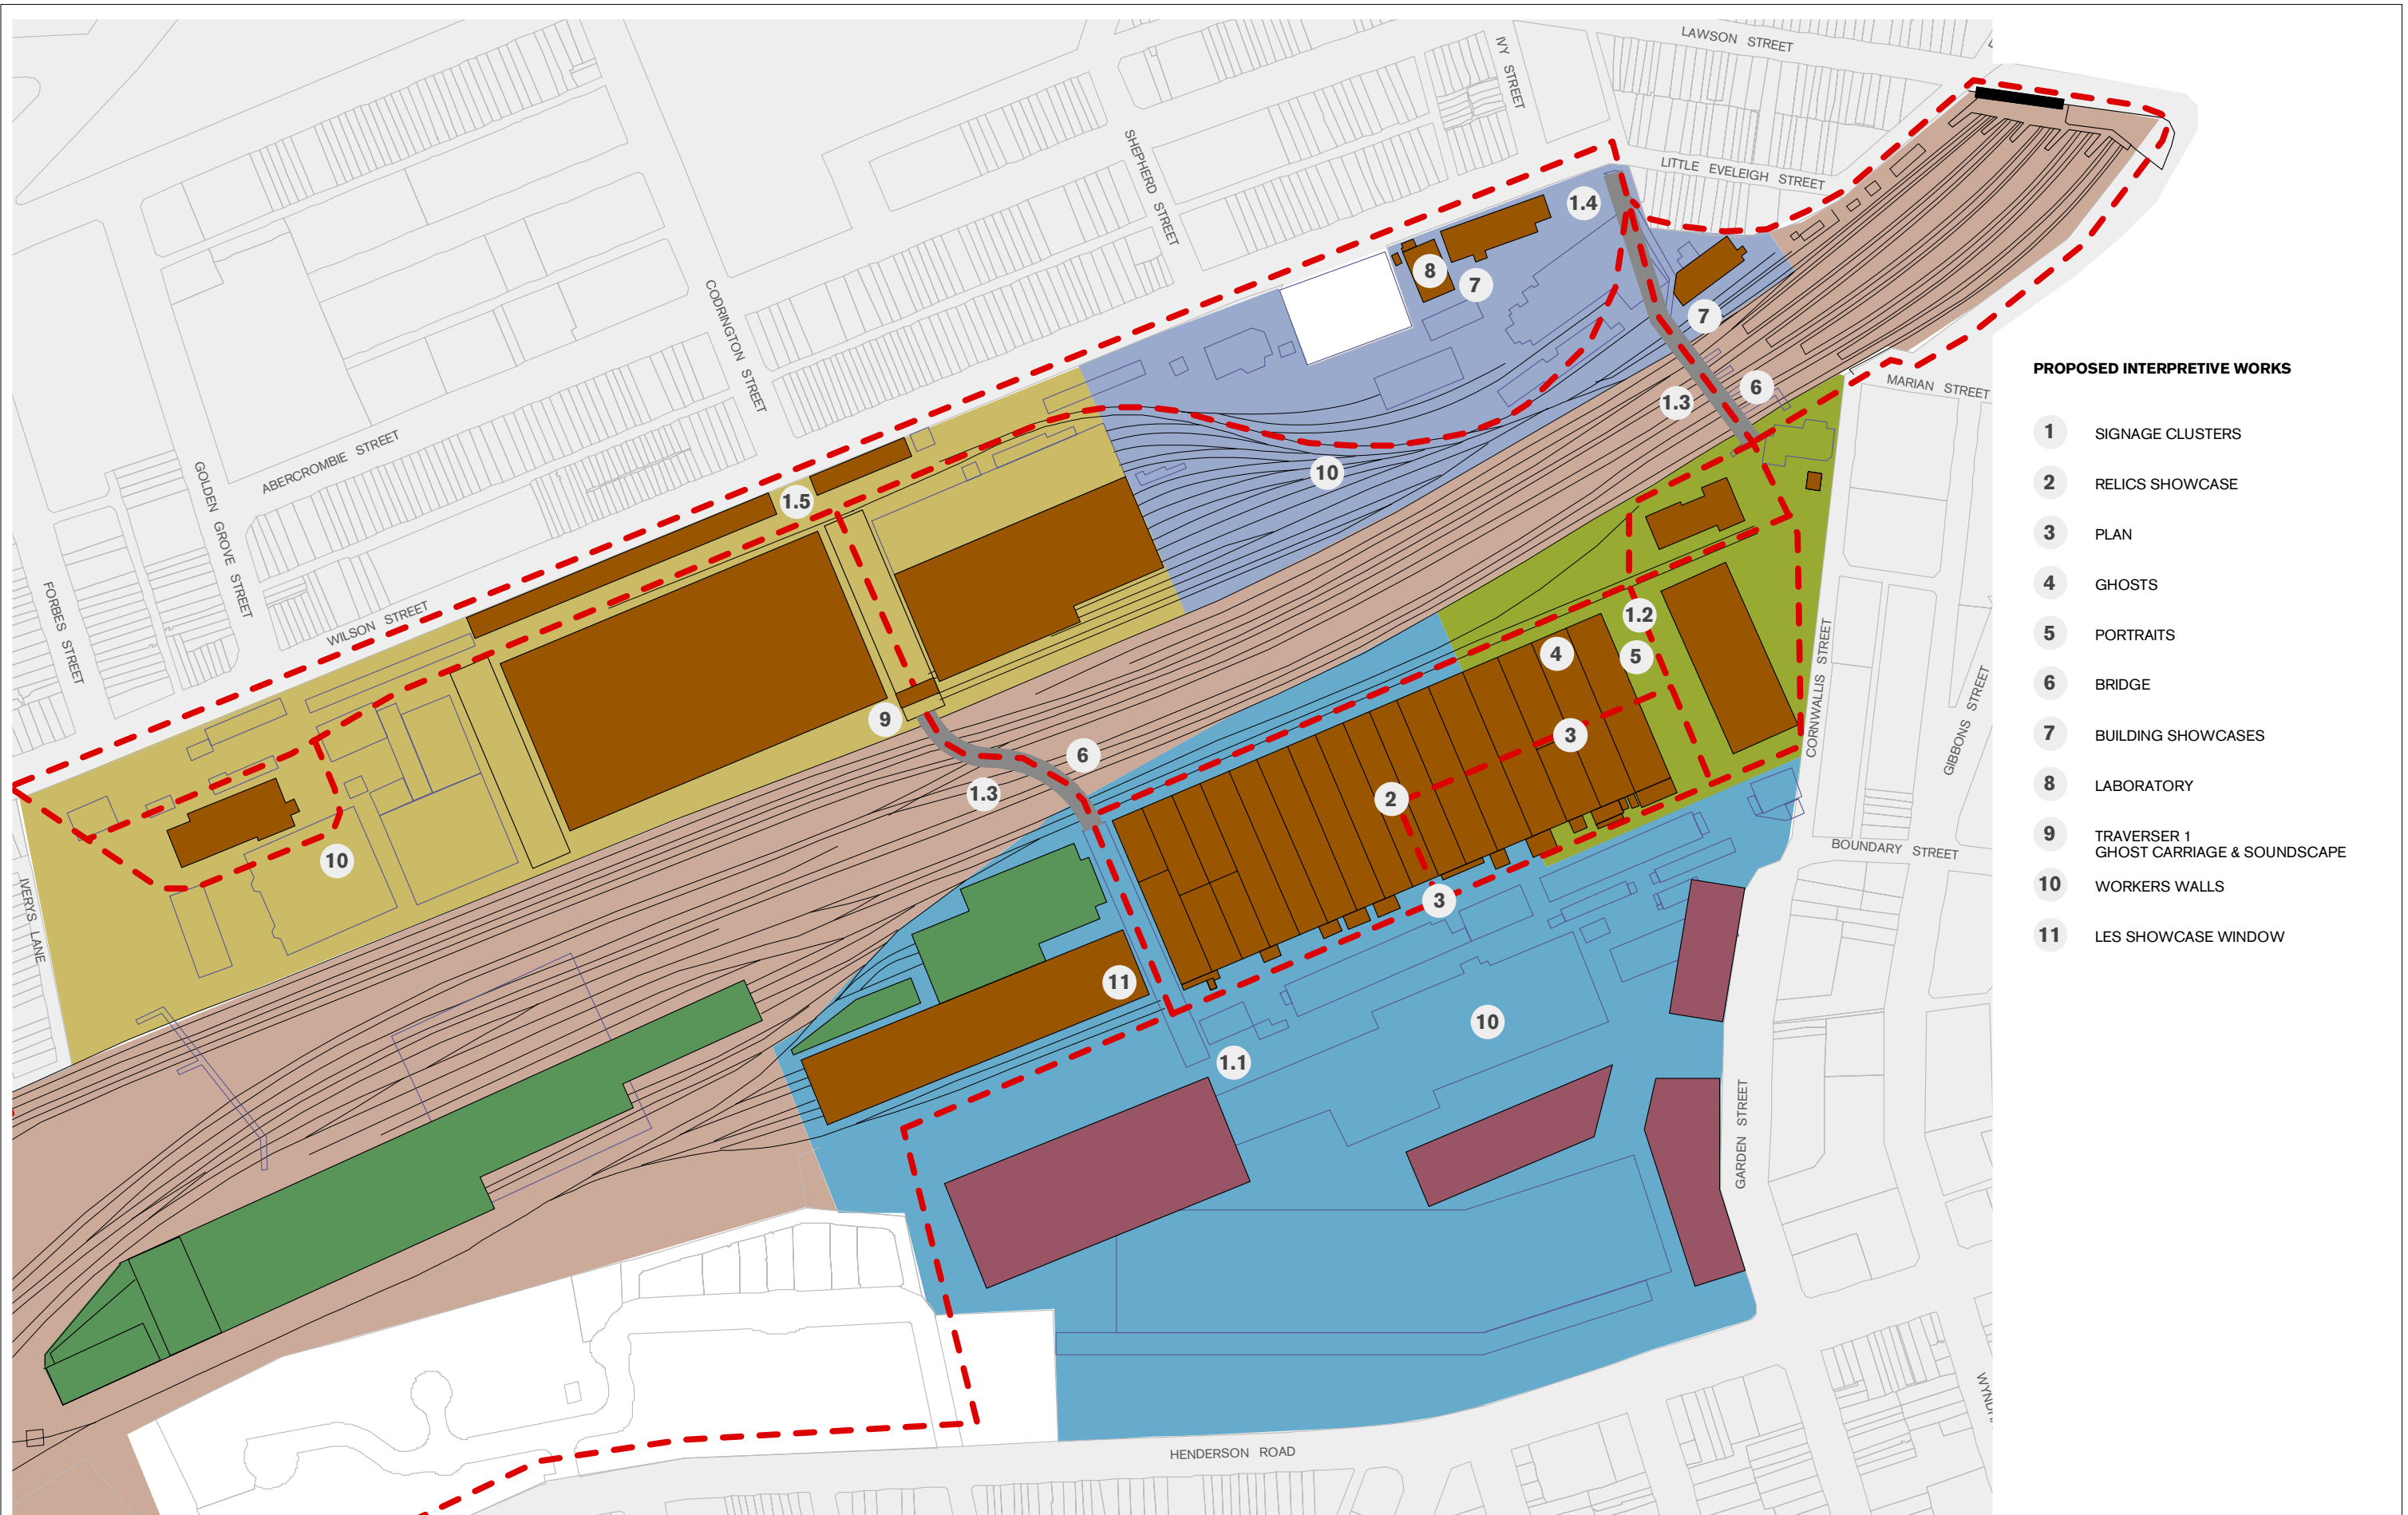 LAWSON STREET
IVY STREET
LITTLE EVELEIGH STREET
SHEPHERD STREET
1.4
8
7
7
CODRINGTON STREET
MARIAN STREET
6
1.3
ABERCROMBIE STREET
GOLDEN GROVE STREET
10
1.5
FORBES STREET
WILSON STREET
1.2
4
5
CORNWALLIS STREET
GIBBONS STREET
9
3
6
1.3
2
10
BOUNDARY STREET
IVERYS LANE
3
11
10
1.1
GARDEN STREET
HENDERSON ROAD
PROPOSED INTERPRETIVE WORKS
1 SIGNAGE CLUSTERS
2 RELICS SHOWCASE
3 PLAN
4 GHOSTS
5 PORTRAITS
6 BRIDGE
7 BUILDING SHOWCASES
8 LABORATORY
9 TRAVERSER 1
GHOST CARRIAGE & SOUNDSCAPE
10 WORKERS WALLS
11 LES SHOWCASE WINDOW